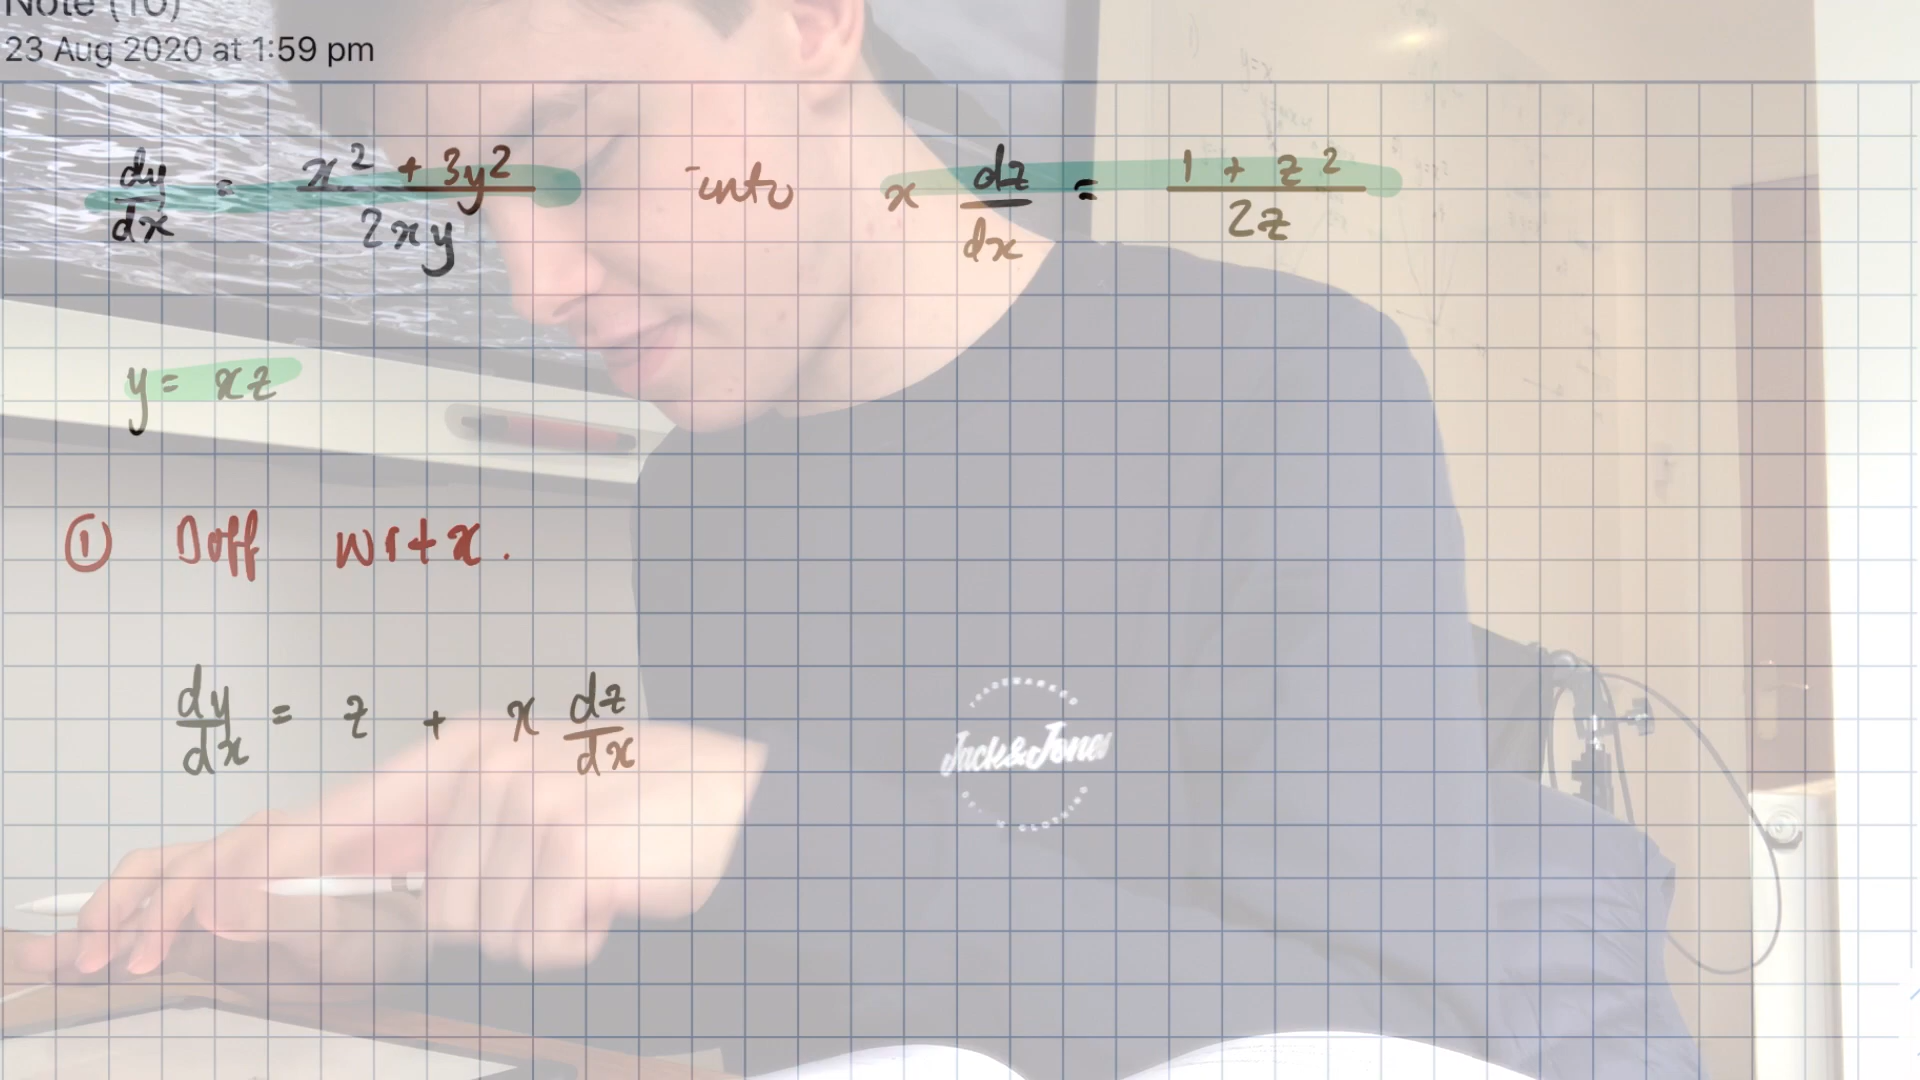 Note (10)
23 Aug 2020 at 1:59 pm
dy/dx = x² + 3y²/2xy into x dz/dx = 1 + z²/2z
y = xz
① Diff wrt x.
dy/dx = z + x dz/dx
Jack&Jones